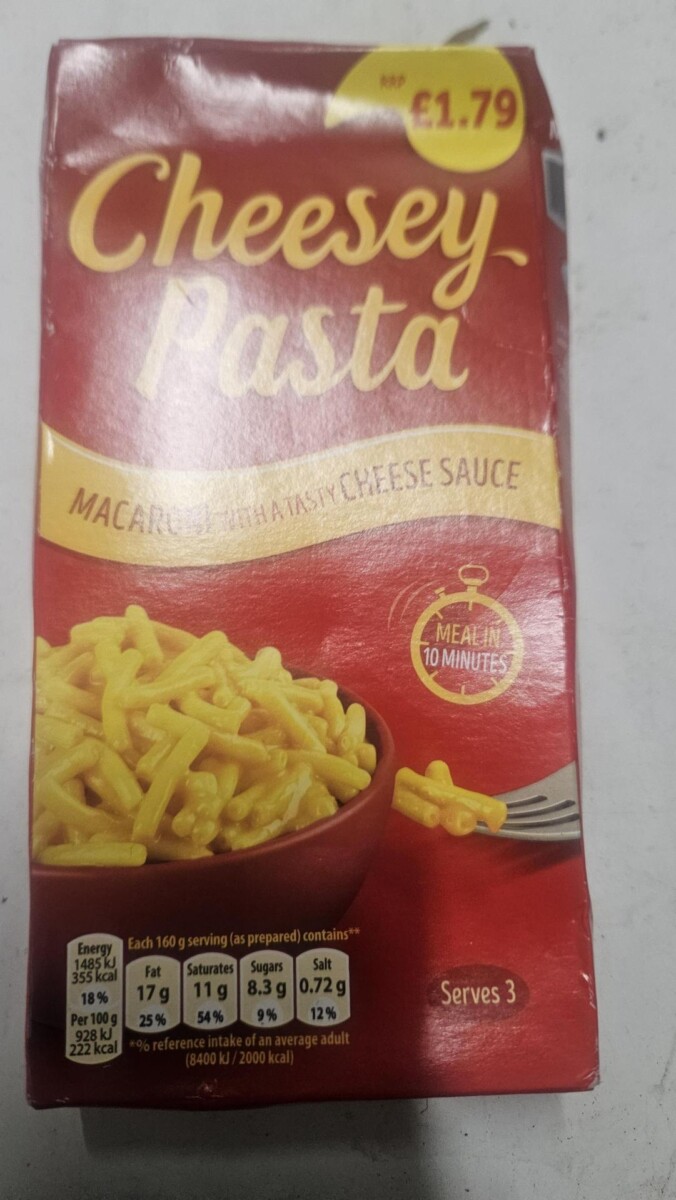 RRP
£1.79
Cheesey
Pasta
MACARONI WITH A TASTY CHEESE SAUCE
MEAL IN
10 MINUTES
Each 160 g serving (as prepared) contains**
Energy
1485 kJ
355 kcal
18%
Per 100 g
928 kJ
222 kcal
Fat
17 g
25%
Saturates
11 g
54%
Sugars
8.3 g
9%
Salt
0.72 g
12%
*% reference intake of an average adult
(8400 kJ / 2000 kcal)
Serves 3